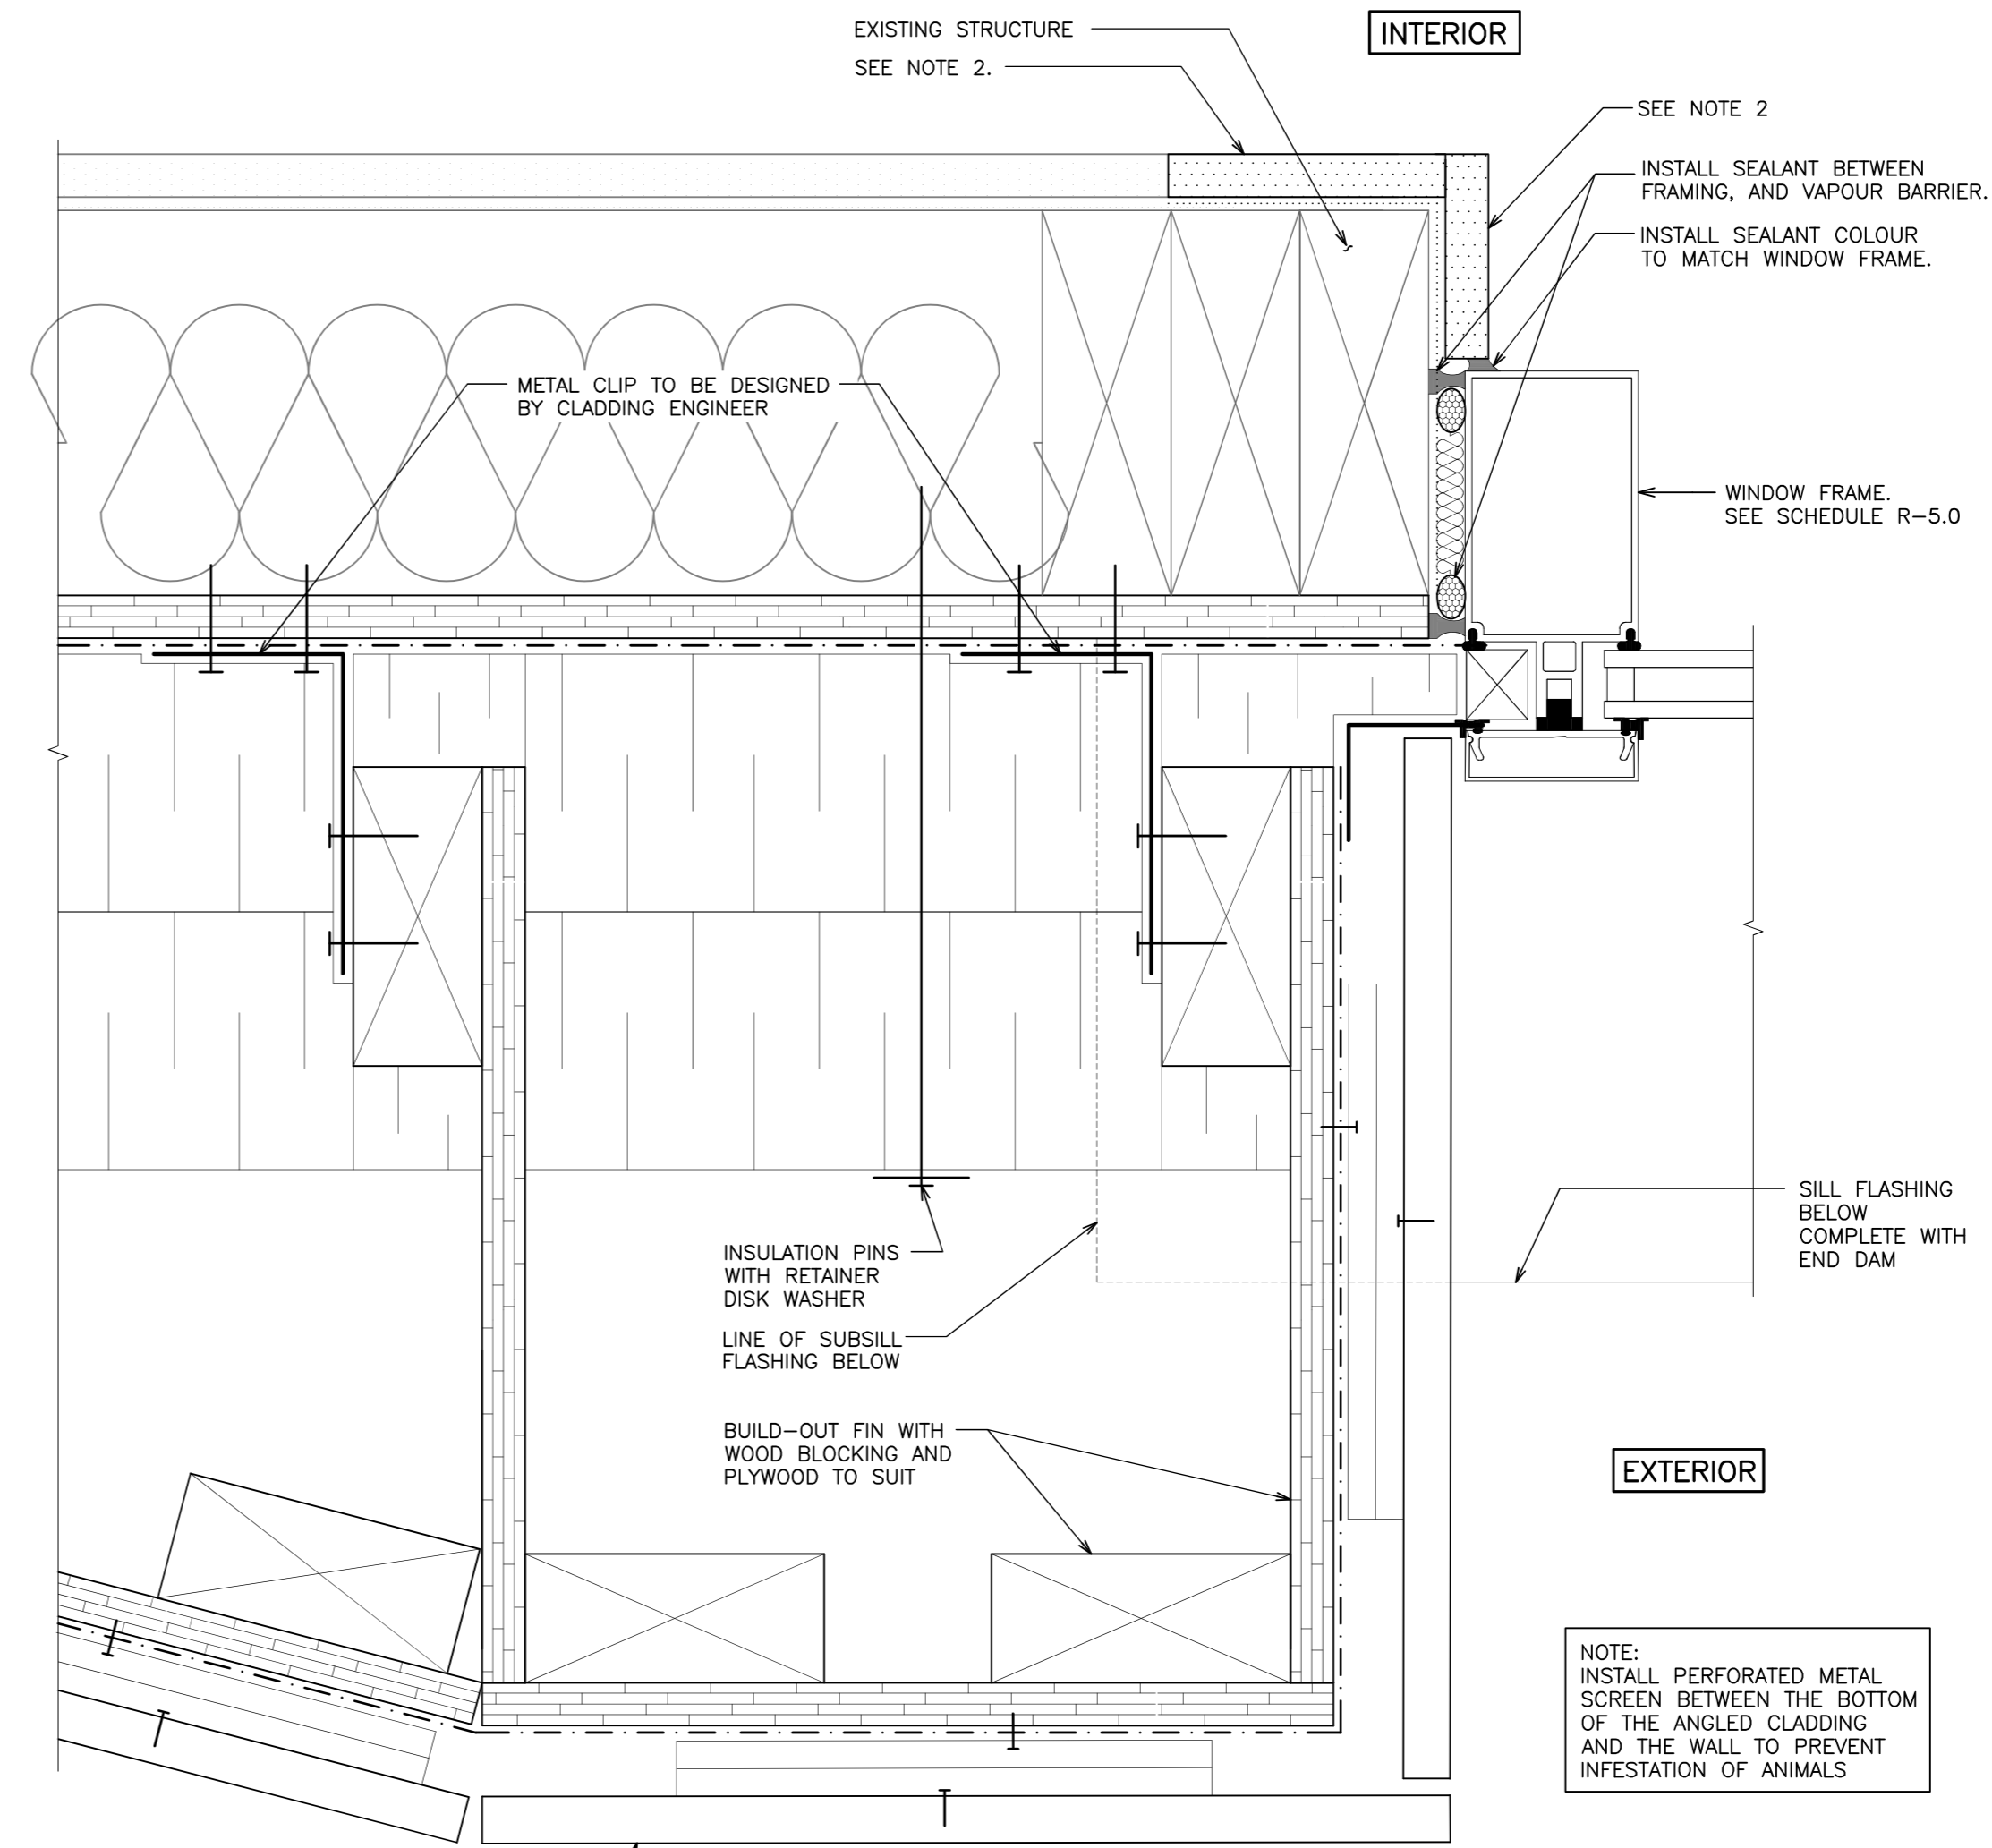 EXISTING STRUCTURE
SEE NOTE 2.
INTERIOR
SEE NOTE 2
INSTALL SEALANT BETWEEN
FRAMING, AND VAPOUR BARRIER.
INSTALL SEALANT COLOUR
TO MATCH WINDOW FRAME.
METAL CLIP TO BE DESIGNED
BY CLADDING ENGINEER
WINDOW FRAME.
SEE SCHEDULE R-5.0
SILL FLASHING
BELOW
COMPLETE WITH
END DAM
INSULATION PINS
WITH RETAINER
DISK WASHER
LINE OF SUBSILL
FLASHING BELOW
BUILD-OUT FIN WITH
WOOD BLOCKING AND
PLYWOOD TO SUIT
EXTERIOR
NOTE:
INSTALL PERFORATED METAL
SCREEN BETWEEN THE BOTTOM
OF THE ANGLED CLADDING
AND THE WALL TO PREVENT
INFESTATION OF ANIMALS